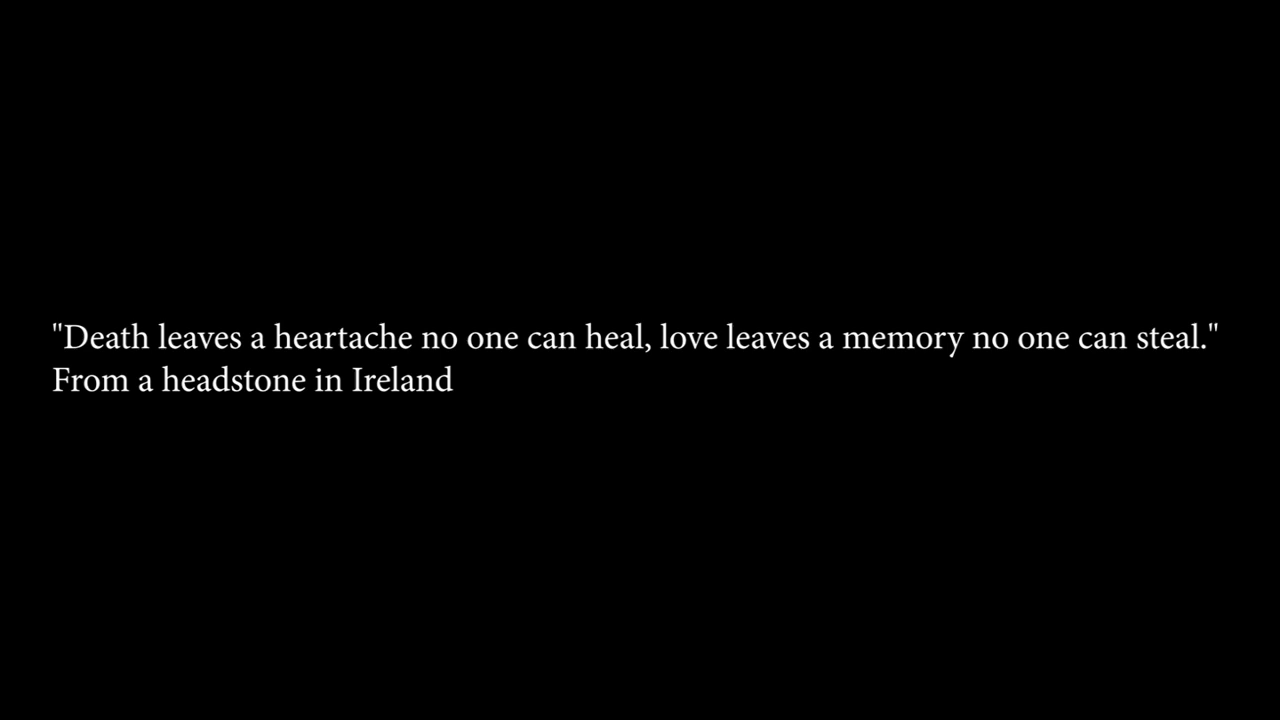 "Death leaves a heartache no one can heal, love leaves a memory no one can steal."
From a headstone in Ireland